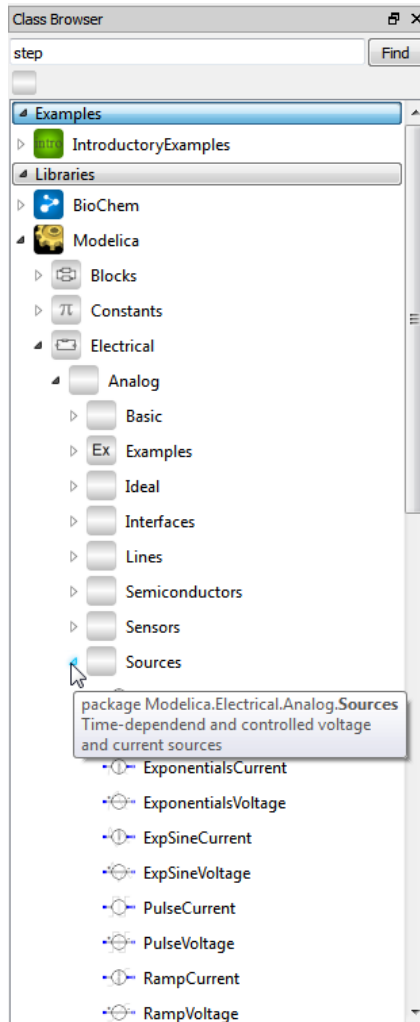 Class Browser
step
Find
Examples
intro IntroductoryExamples
Libraries
BioChem
Modelica
Blocks
π Constants
Electrical
Analog
Basic
Ex Examples
Ideal
Interfaces
Lines
Semiconductors
Sensors
Sources
package Modelica.Electrical.Analog.Sources
Time-dependend and controlled voltage
and current sources
ExponentialsCurrent
ExponentialsVoltage
ExpSineCurrent
ExpSineVoltage
PulseCurrent
PulseVoltage
RampCurrent
RampVoltage